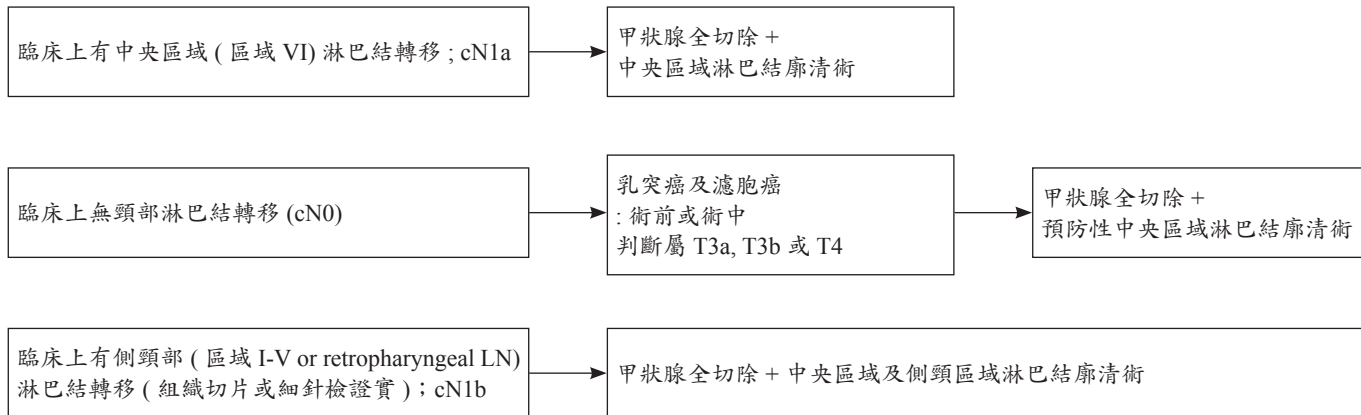 臨床上有中央區域 ( 區域 VI) 淋巴結轉移 ; cN1a
甲狀腺全切除 +
中央區域淋巴結廓清術
臨床上無頸部淋巴結轉移 (cN0)
乳突癌及濾胞癌
: 術前或術中
判斷屬 T3a, T3b 或 T4
甲狀腺全切除 +
預防性中央區域淋巴結廓清術
臨床上有側頸部 ( 區域 I-V or retropharyngeal LN)
淋巴結轉移 ( 組織切片或細針檢證實 )；cN1b
甲狀腺全切除 + 中央區域及側頸區域淋巴結廓清術